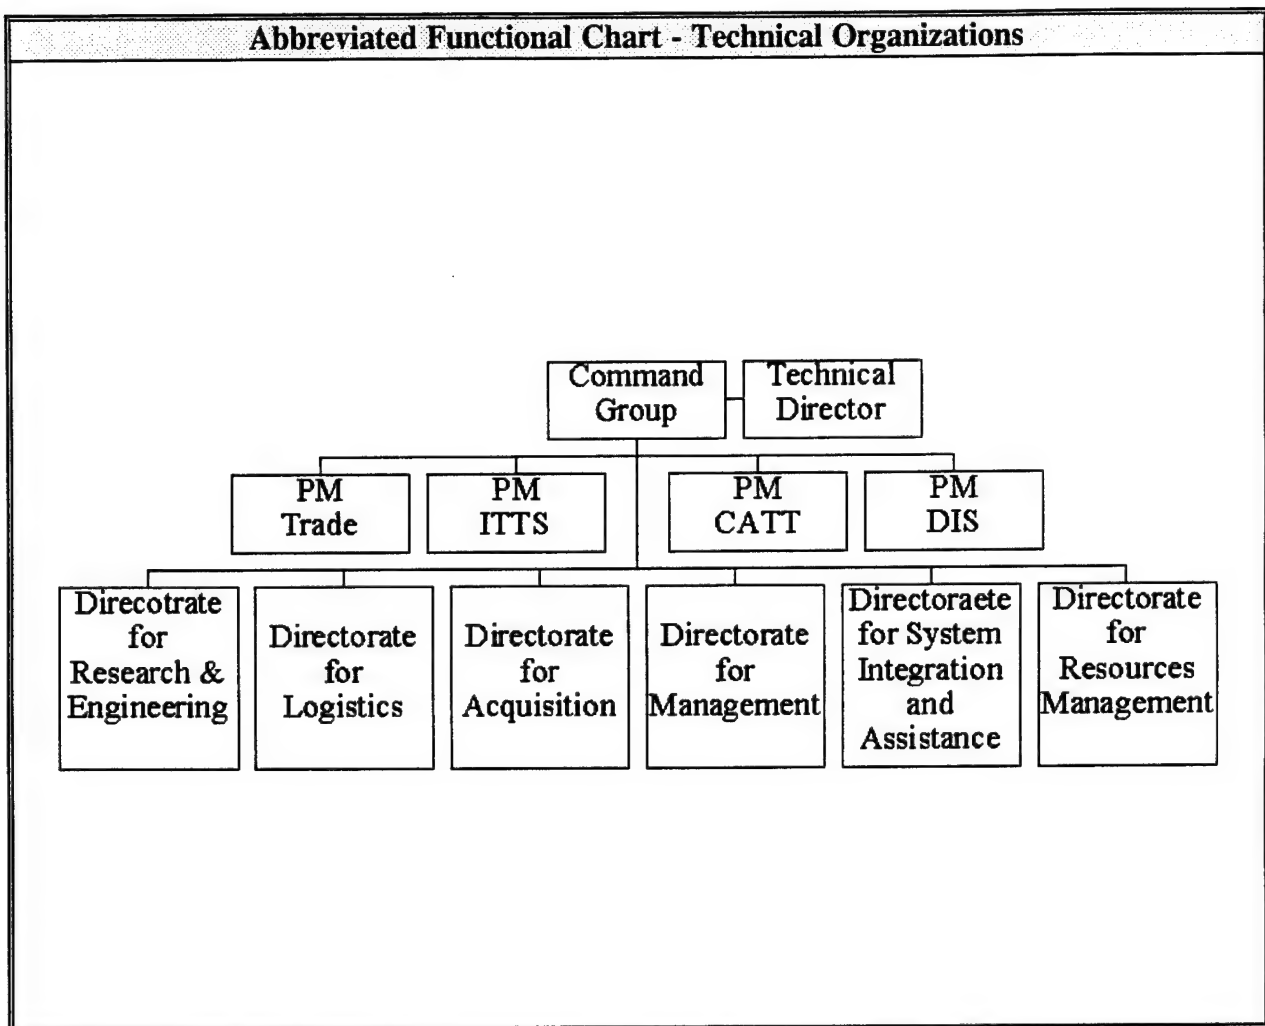 Abbreviated Functional Chart - Technical Organizations
Command
Group
Technical
Director
PM
Trade
PM
ITTS
PM
CATT
PM
DIS
Direcotrate
for
Research &
Engineering
Directorate
for
Logistics
Directorate
for
Acquisition
Directorate
for
Management
Directoraete
for System
Integration
and
Assistance
Directorate
for
Resources
Management